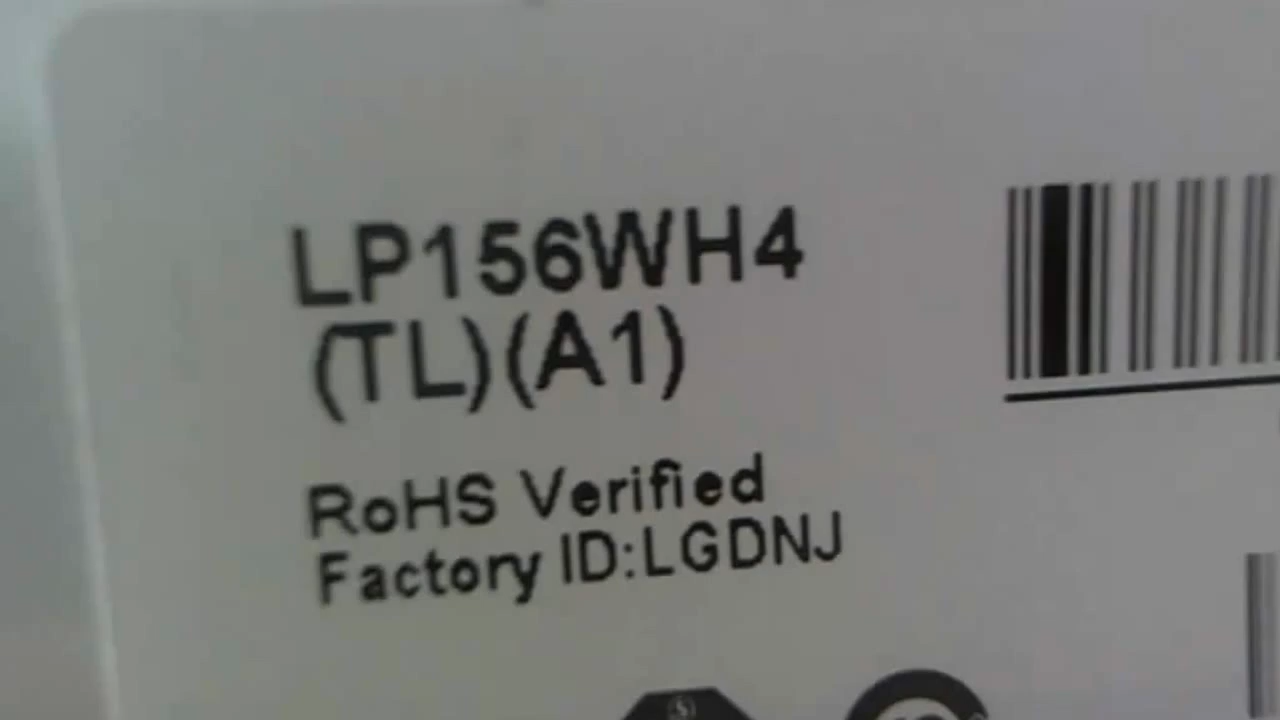 LP156WH4
(TL)(A1)
RoHS Verified
Factory ID:LGDNJ